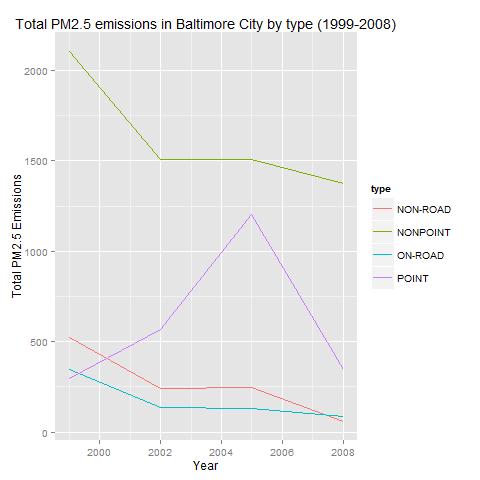 Total PM2.5 emissions in Baltimore City by type (1999-2008)
Total PM2.5 Emissions
2000
1500
1000
500
0
2000 2002 2004 2006 2008
Year
type
NON-ROAD
NONPOINT
ON-ROAD
POINT